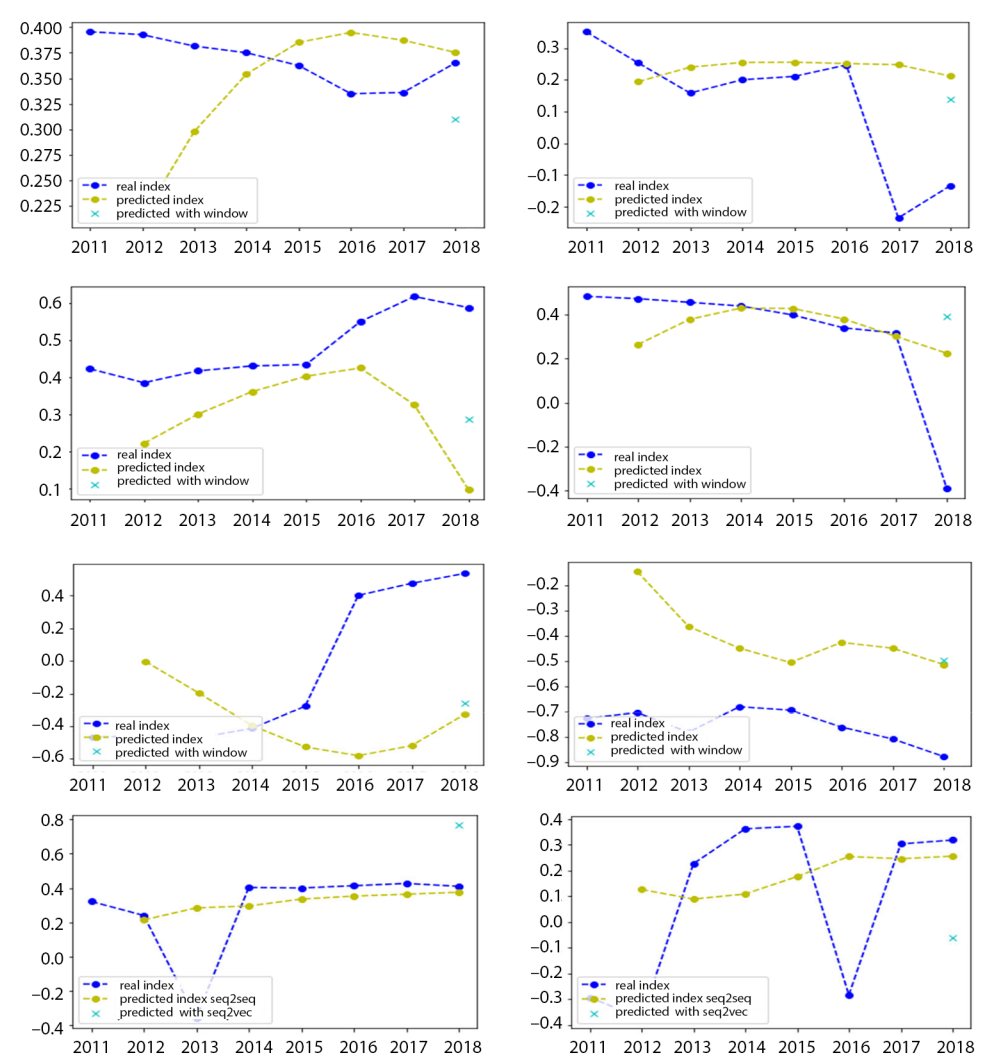 0.400
0.375
0.350
0.325
0.300
0.275
0.250
0.225
real index
predicted index
predicted with window
2011 2012 2013 2014 2015 2016 2017 2018
0.3
0.2
0.1
0.0
−0.1
−0.2
real index
predicted index
predicted with window
2011 2012 2013 2014 2015 2016 2017 2018
0.6
0.5
0.4
0.3
0.2
0.1
real index
predicted index
predicted with window
2011 2012 2013 2014 2015 2016 2017 2018
0.4
0.2
0.0
−0.2
−0.4
real index
predicted index
predicted with window
2011 2012 2013 2014 2015 2016 2017 2018
0.4
0.2
0.0
−0.2
−0.4
−0.6
real index
predicted index
predicted with window
2011 2012 2013 2014 2015 2016 2017 2018
−0.2
−0.3
−0.4
−0.5
−0.6
−0.7
−0.8
−0.9
real index
predicted index
predicted with window
2011 2012 2013 2014 2015 2016 2017 2018
0.8
0.6
0.4
0.2
0.0
−0.2
−0.4
real index
predicted index seq2seq
predicted with seq2vec
2011 2012 2013 2014 2015 2016 2017 2018
0.4
0.3
0.2
0.1
0.0
−0.1
−0.2
−0.3
−0.4
real index
predicted index seq2seq
predicted with seq2vec
2011 2012 2013 2014 2015 2016 2017 2018